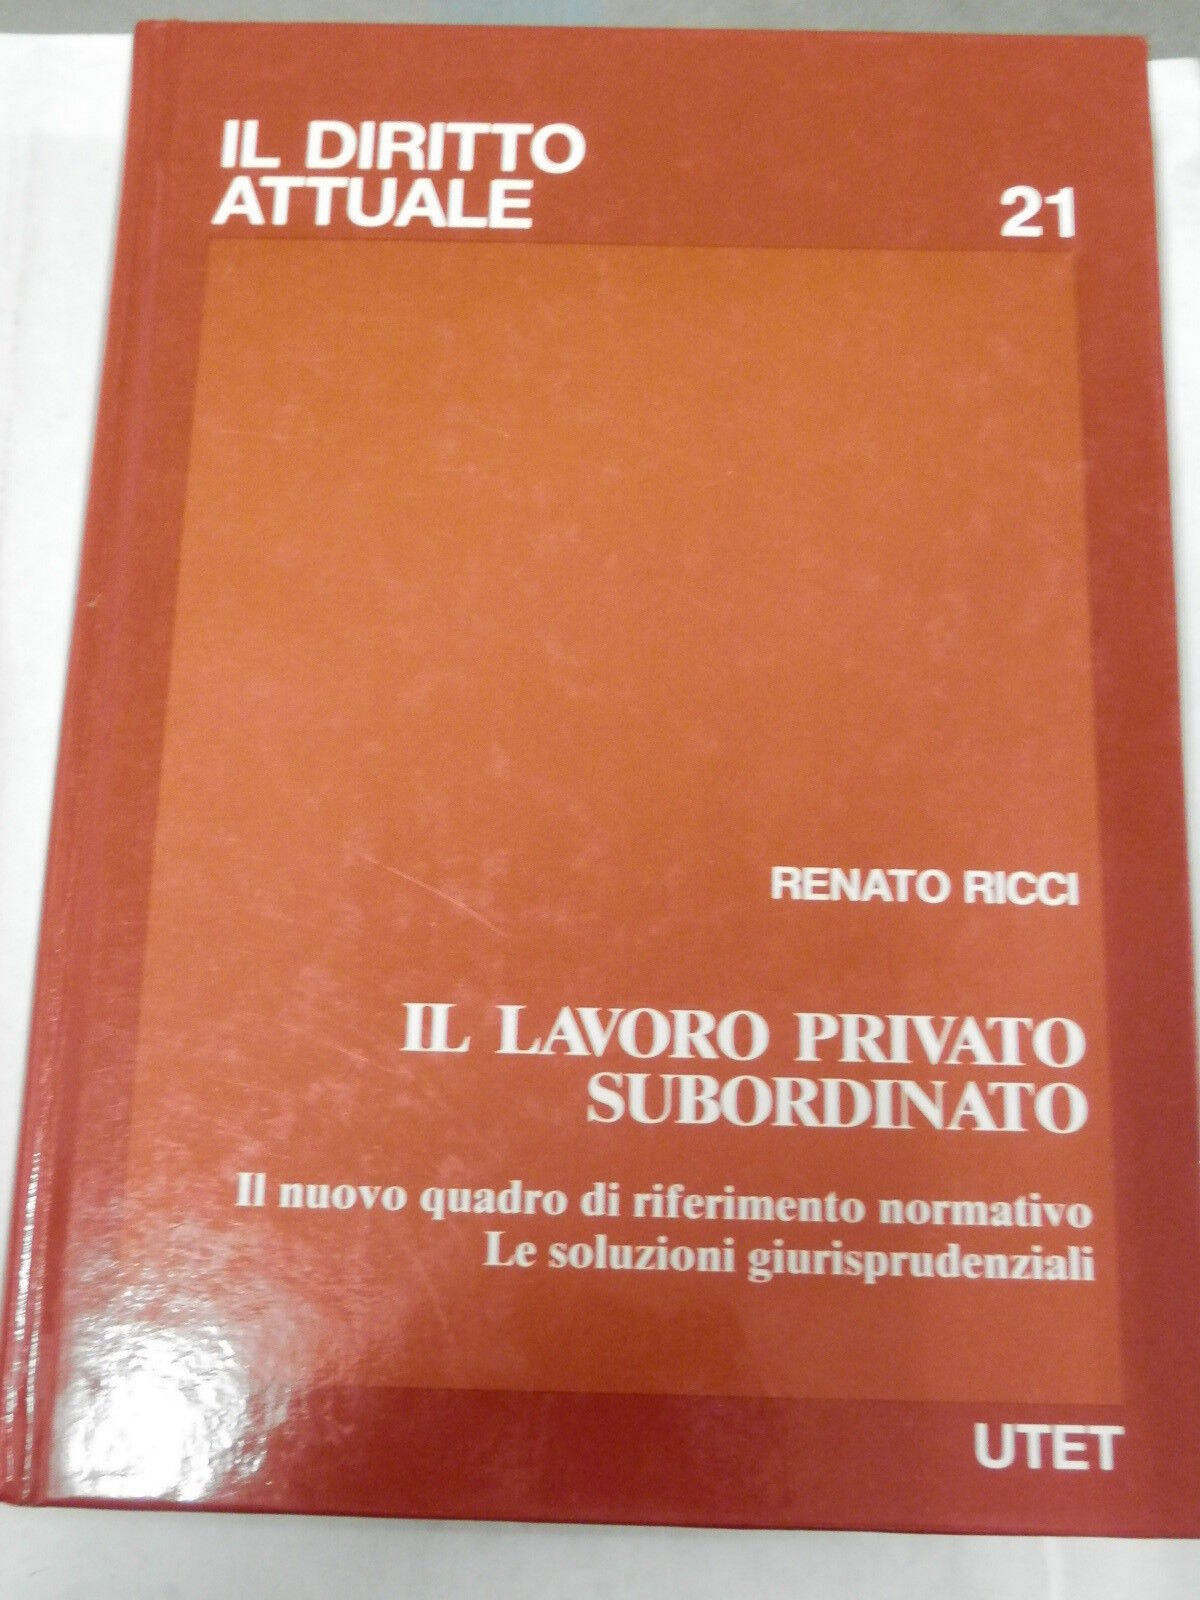 IL DIRITTO
ATTUALE
21
RENATO RICCI
IL LAVORO PRIVATO
SUBORDINATO
Il nuovo quadro di riferimento normativo
Le soluzioni giurisprudenziali
UTET